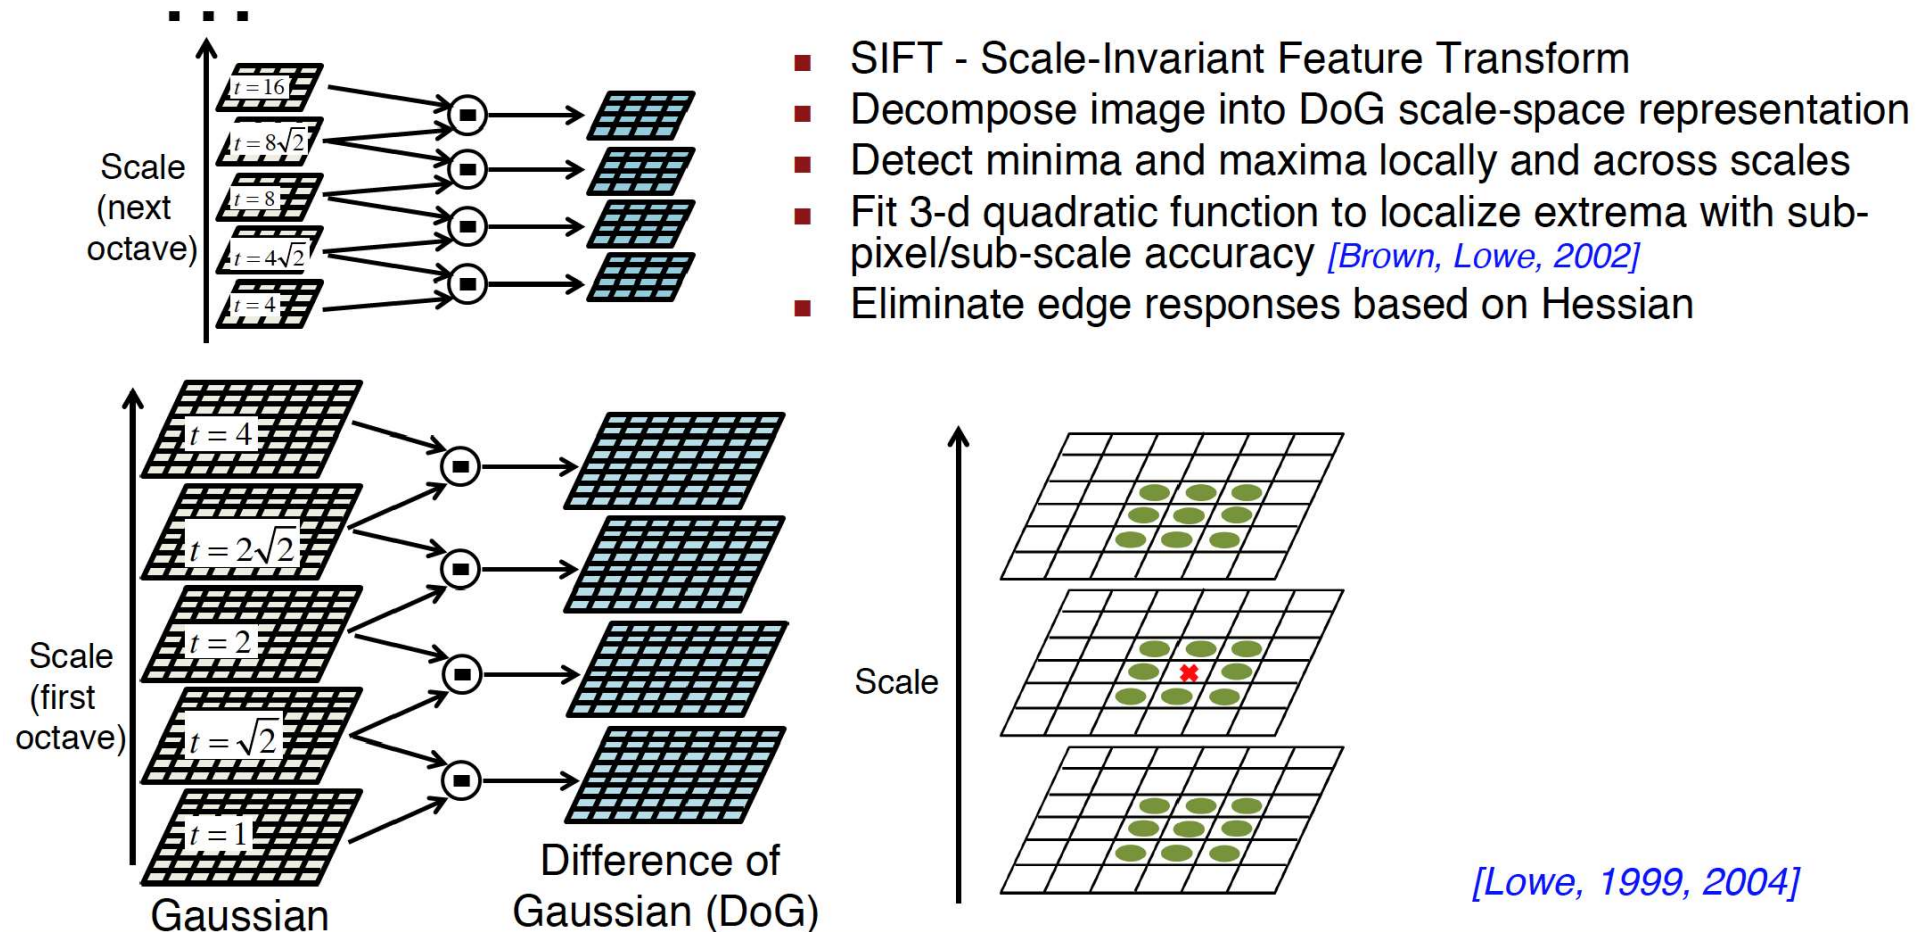 ...
t = 16
t = 8√2
t = 8
t = 4√2
t = 4
Scale
(next
octave)
▪ SIFT - Scale-Invariant Feature Transform
▪ Decompose image into DoG scale-space representation
▪ Detect minima and maxima locally and across scales
▪ Fit 3-d quadratic function to localize extrema with sub-
pixel/sub-scale accuracy [Brown, Lowe, 2002]
▪ Eliminate edge responses based on Hessian
t = 4
t = 2√2
t = 2
t = √2
t = 1
Scale
(first
octave)
Gaussian
Difference of
Gaussian (DoG)
Scale
[Lowe, 1999, 2004]